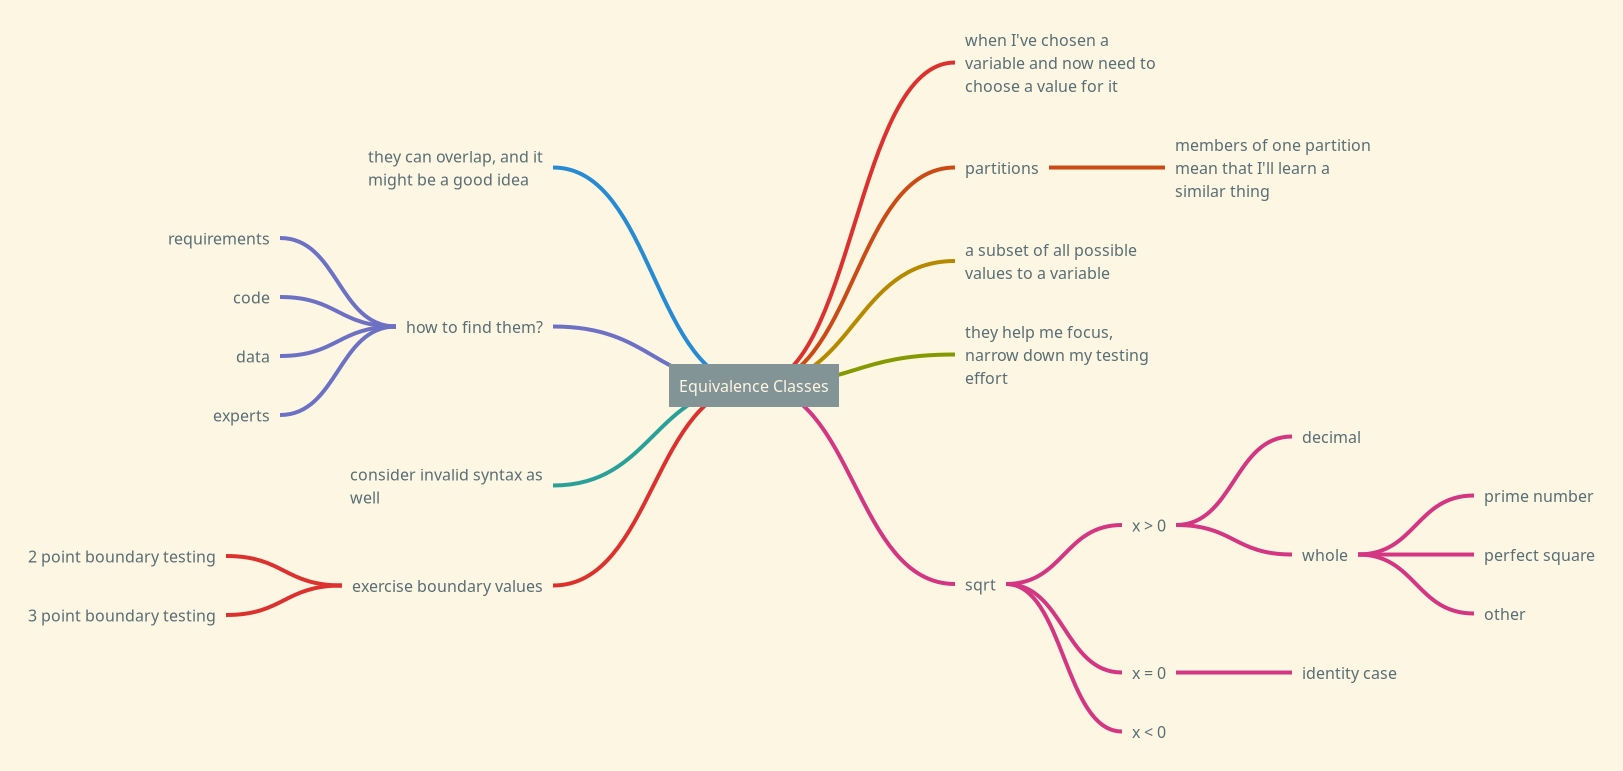 Equivalence Classes
when I've chosen a
variable and now need to
choose a value for it
partitions
members of one partition
mean that I'll learn a
similar thing
a subset of all possible
values to a variable
they help me focus,
narrow down my testing
effort
sqrt
x > 0
decimal
whole
prime number
perfect square
other
x = 0
identity case
x < 0
they can overlap, and it
might be a good idea
how to find them?
requirements
code
data
experts
consider invalid syntax as
well
exercise boundary values
2 point boundary testing
3 point boundary testing